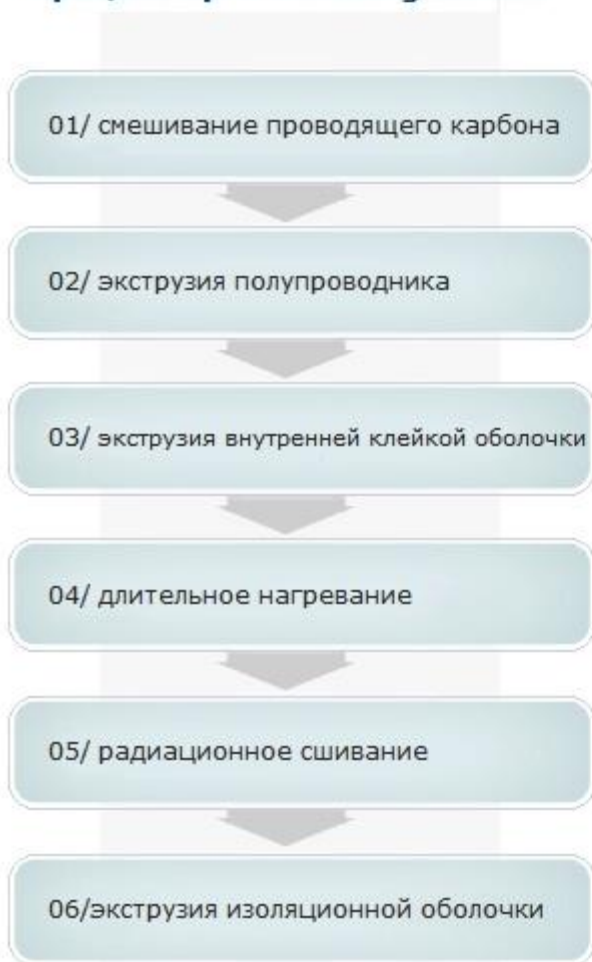 01/ смешивание проводящего карбона
02/ экструзия полупроводника
03/ экструзия внутренней клейкой оболочки
04/ длительное нагревание
05/ радиационное сшивание
06/экструзия изоляционной оболочки